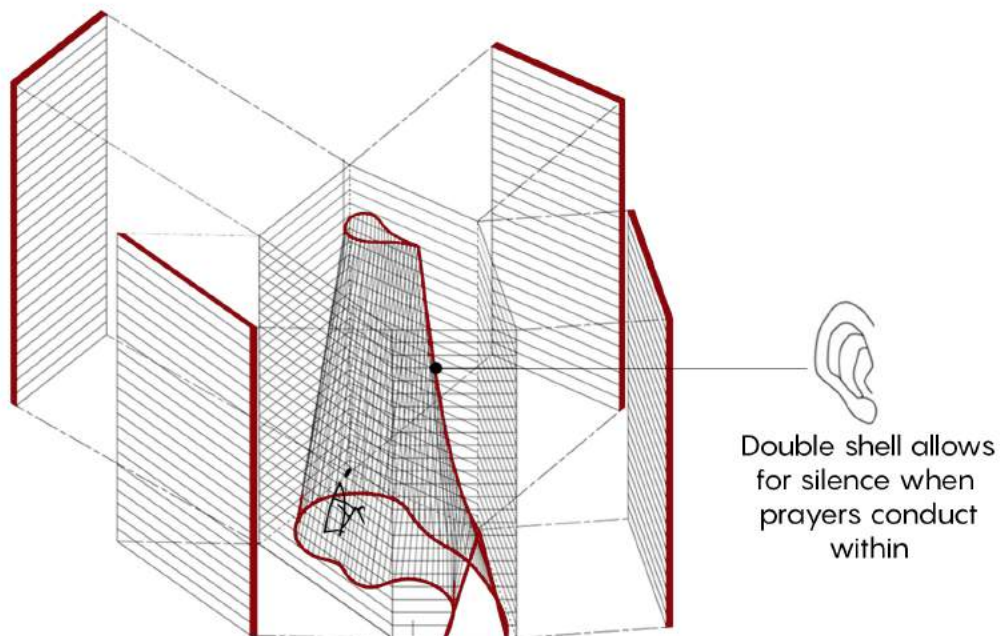 Double shell allows
for silence when
prayers conduct
within